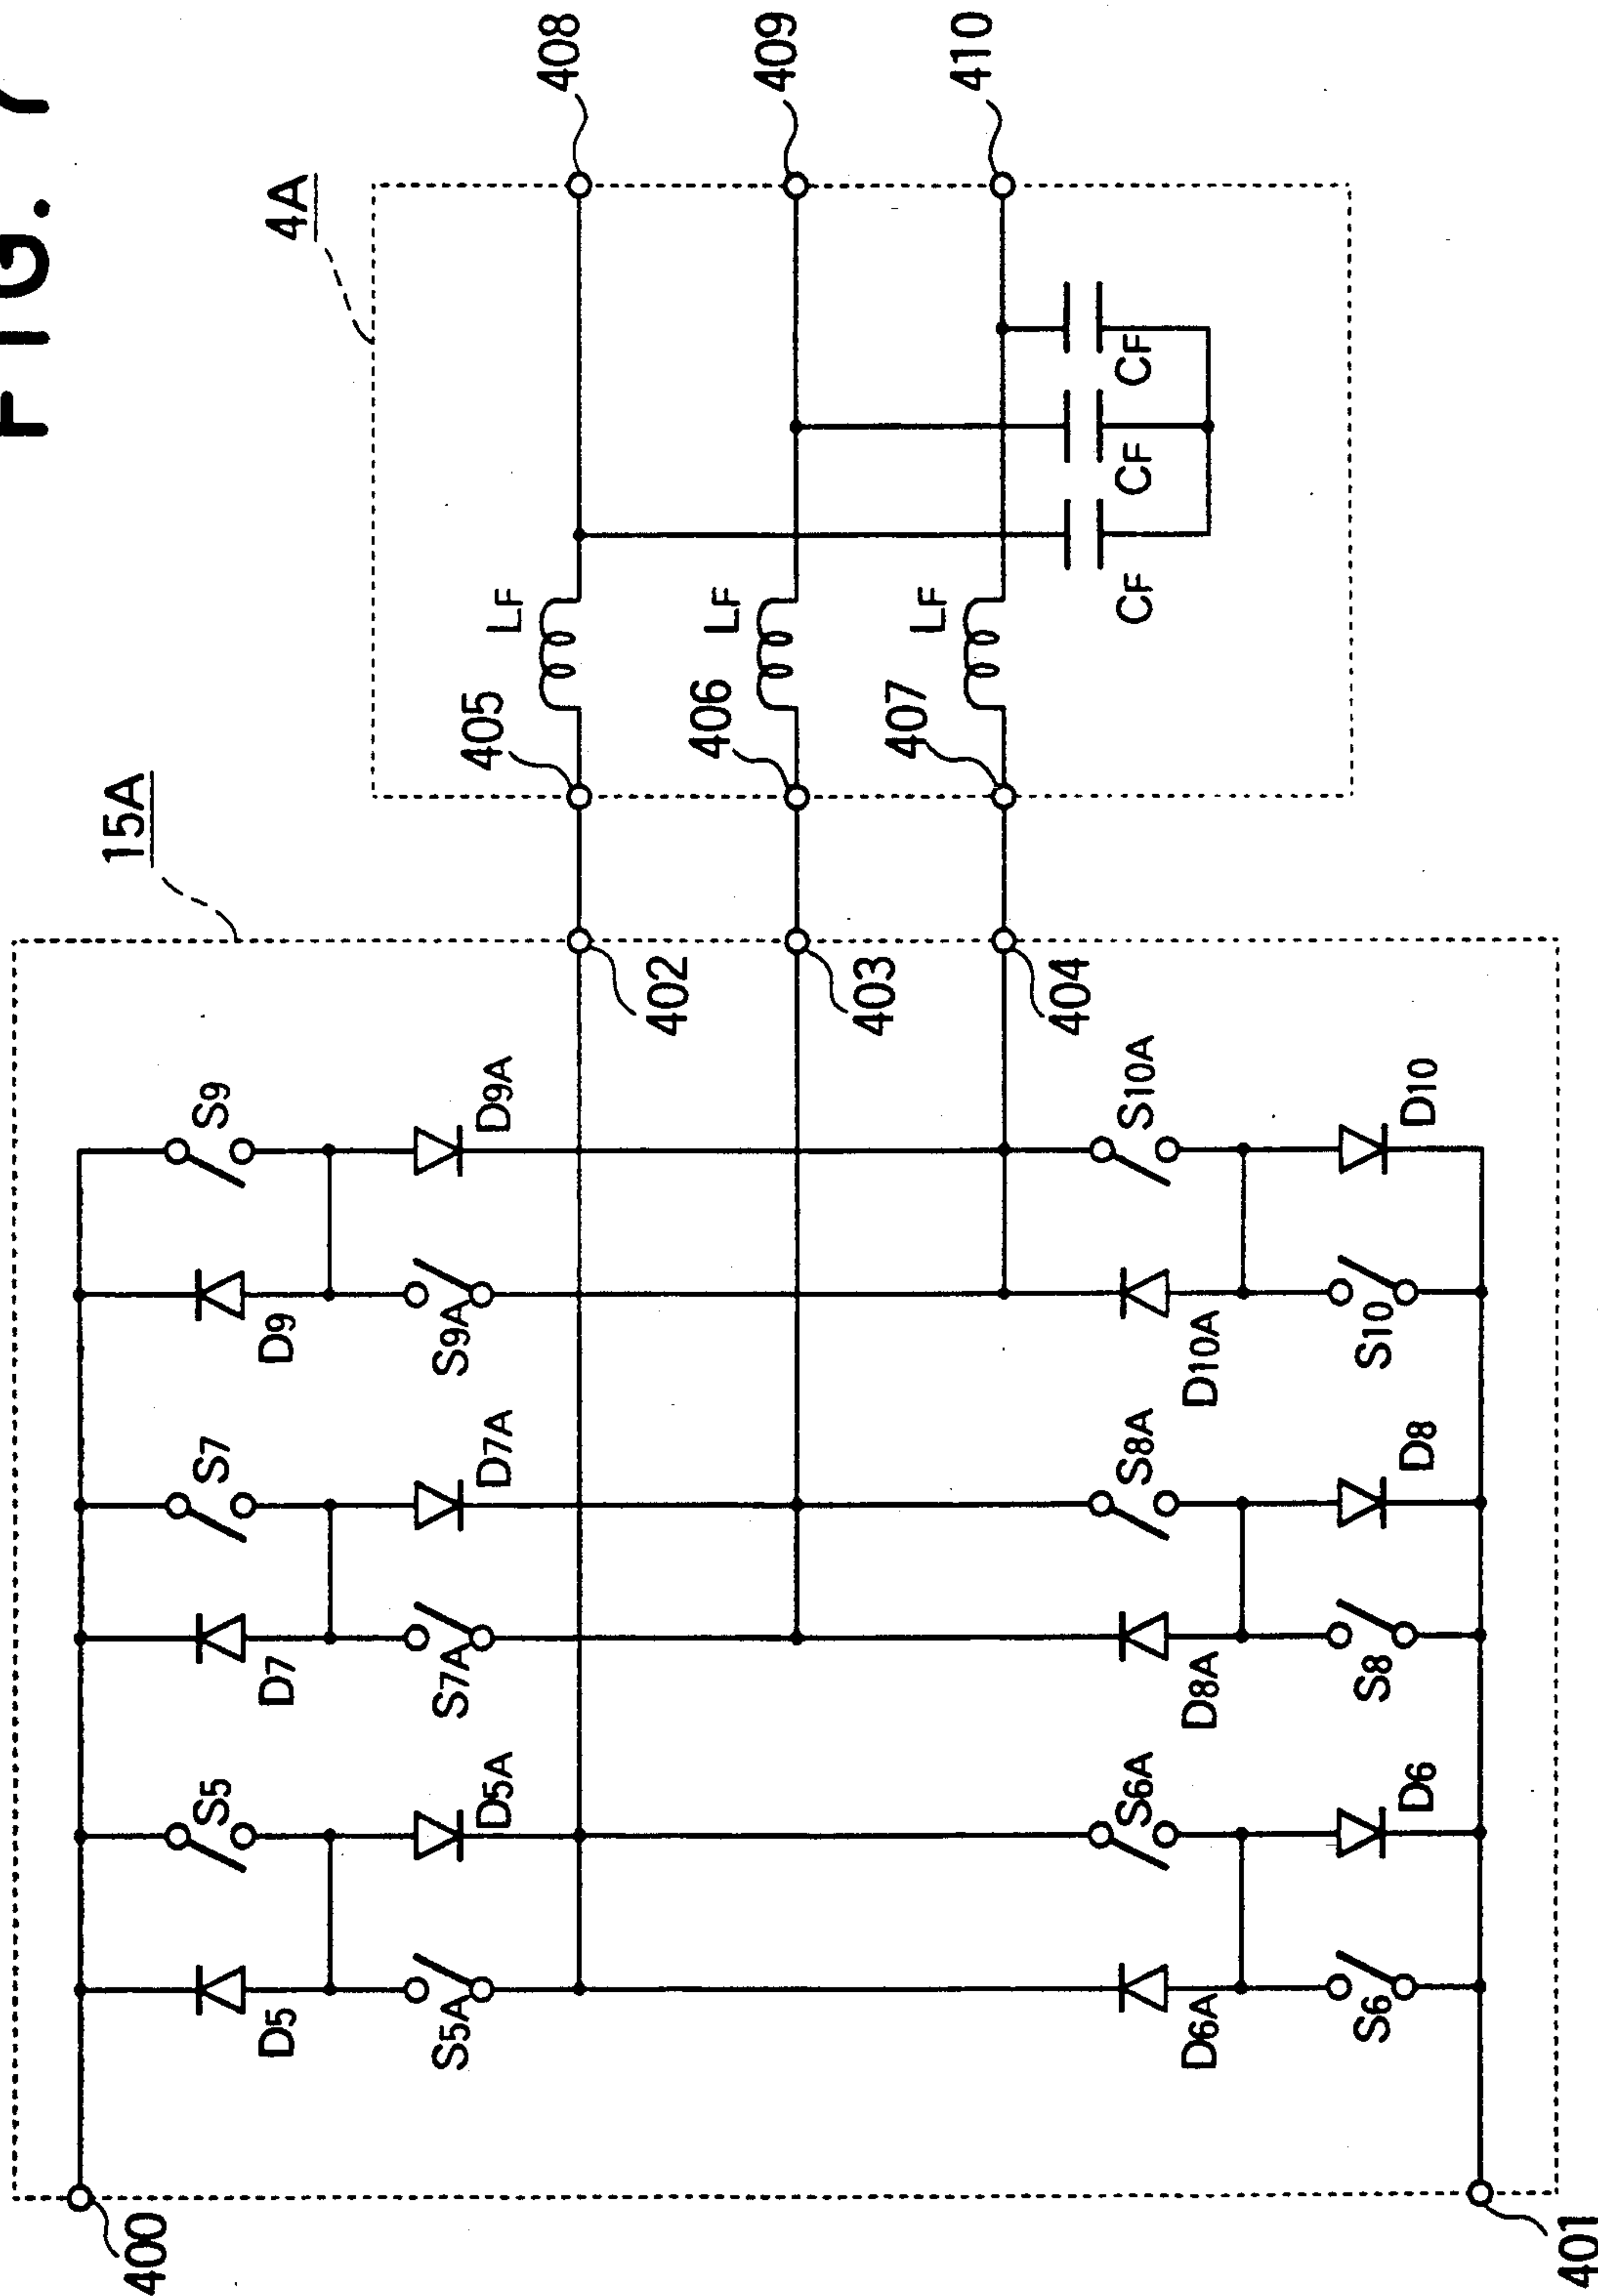 FIG. 7
15A
4A
400
401
D5
S5
S5A
D5A
D6A
S6A
S6
D6
D7
S7
S7A
D7A
D8A
S8A
S8
D8
D9
S9
S9A
D9A
D10A
S10A
S10
D10
402
403
404
405
406
407
LF
LF
LF
CF
CF
CF
408
409
410